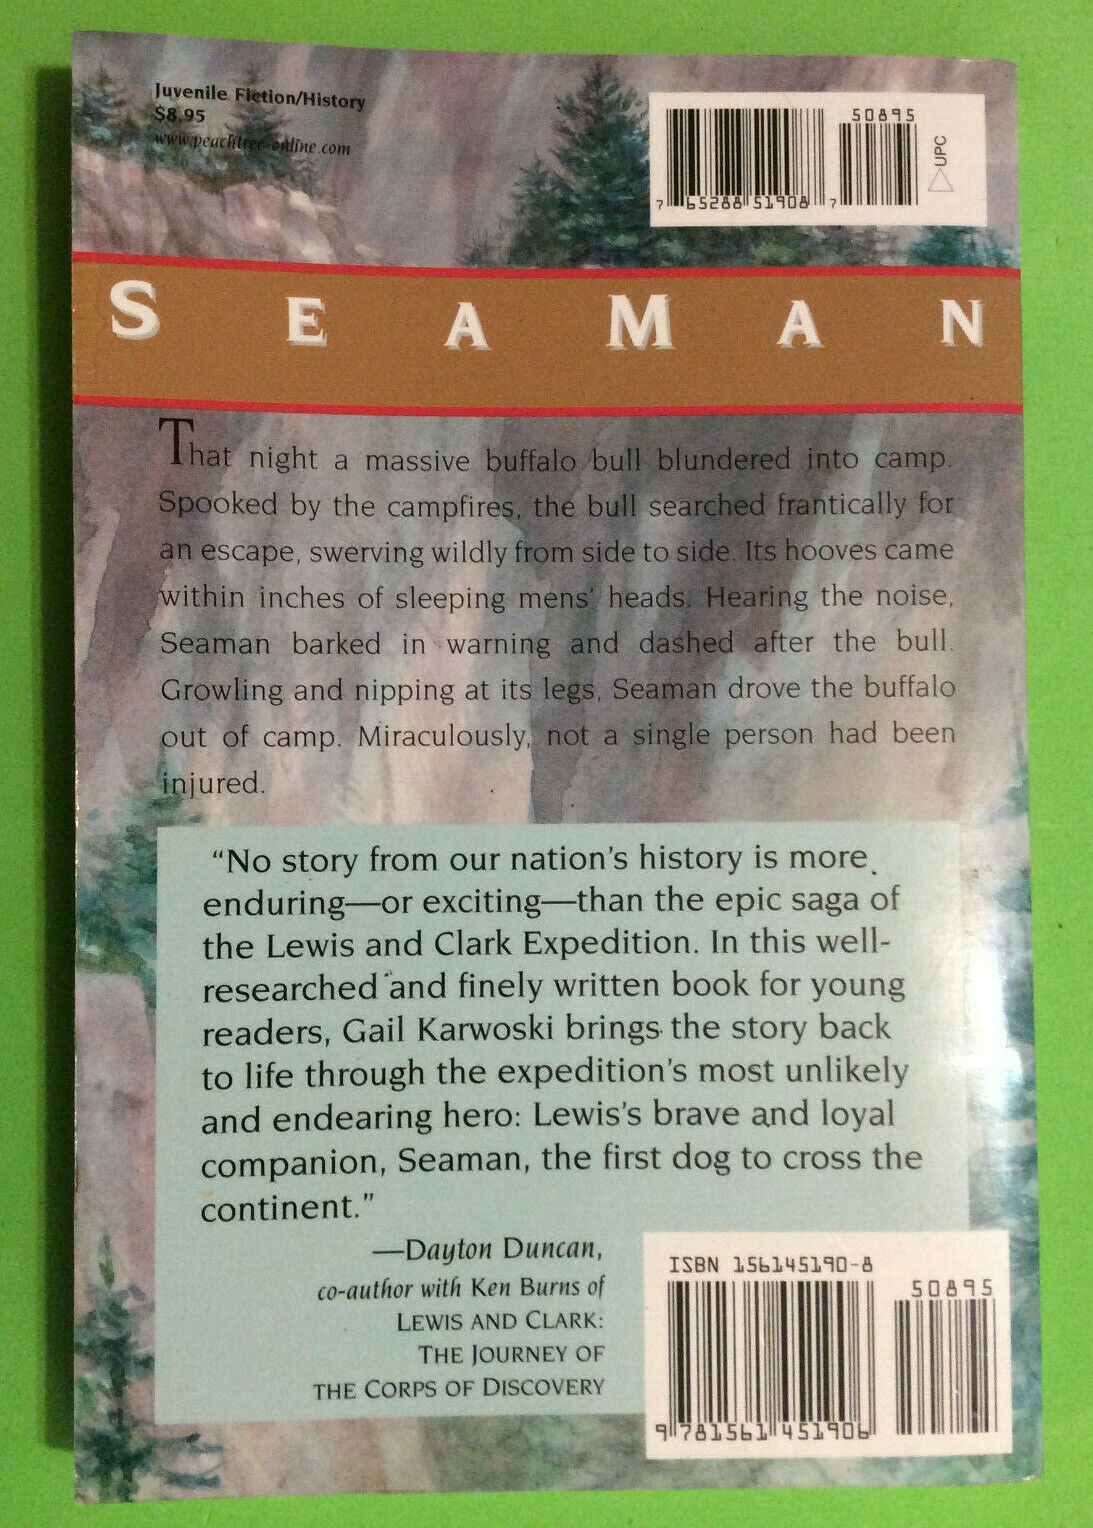 Juvenile Fiction/History
$8.95
www.peachtree-online.com
50895
UPC
7 65288 51908 7
SEAMAN
That night a massive buffalo bull blundered into camp.
Spooked by the campfires, the bull searched frantically for
an escape, swerving wildly from side to side. Its hooves came
within inches of sleeping mens' heads. Hearing the noise,
Seaman barked in warning and dashed after the bull.
Growling and nipping at its legs, Seaman drove the buffalo
out of camp. Miraculously, not a single person had been
injured.
“No story from our nation's history is more
enduring—or exciting—than the epic saga of
the Lewis and Clark Expedition. In this well-
researched and finely written book for young
readers, Gail Karwoski brings the story back
to life through the expedition's most unlikely
and endearing hero: Lewis's brave and loyal
companion, Seaman, the first dog to cross the
continent.”
—Dayton Duncan,
co-author with Ken Burns of
LEWIS AND CLARK:
THE JOURNEY OF
THE CORPS OF DISCOVERY
ISBN 156145190-8
50895
9 781561 451906